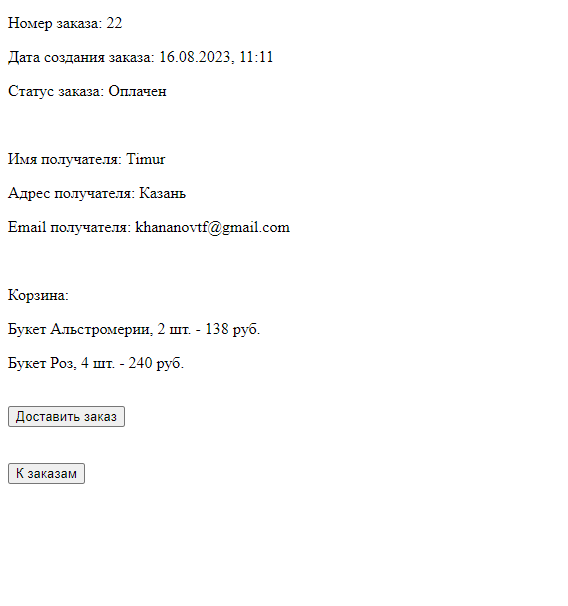 Номер заказа: 22
Дата создания заказа: 16.08.2023, 11:11
Статус заказа: Оплачен
Имя получателя: Timur
Адрес получателя: Казань
Email получателя: khananovtf@gmail.com
Корзина:
Букет Альстромерии, 2 шт. - 138 руб.
Букет Роз, 4 шт. - 240 руб.
Доставить заказ
К заказам